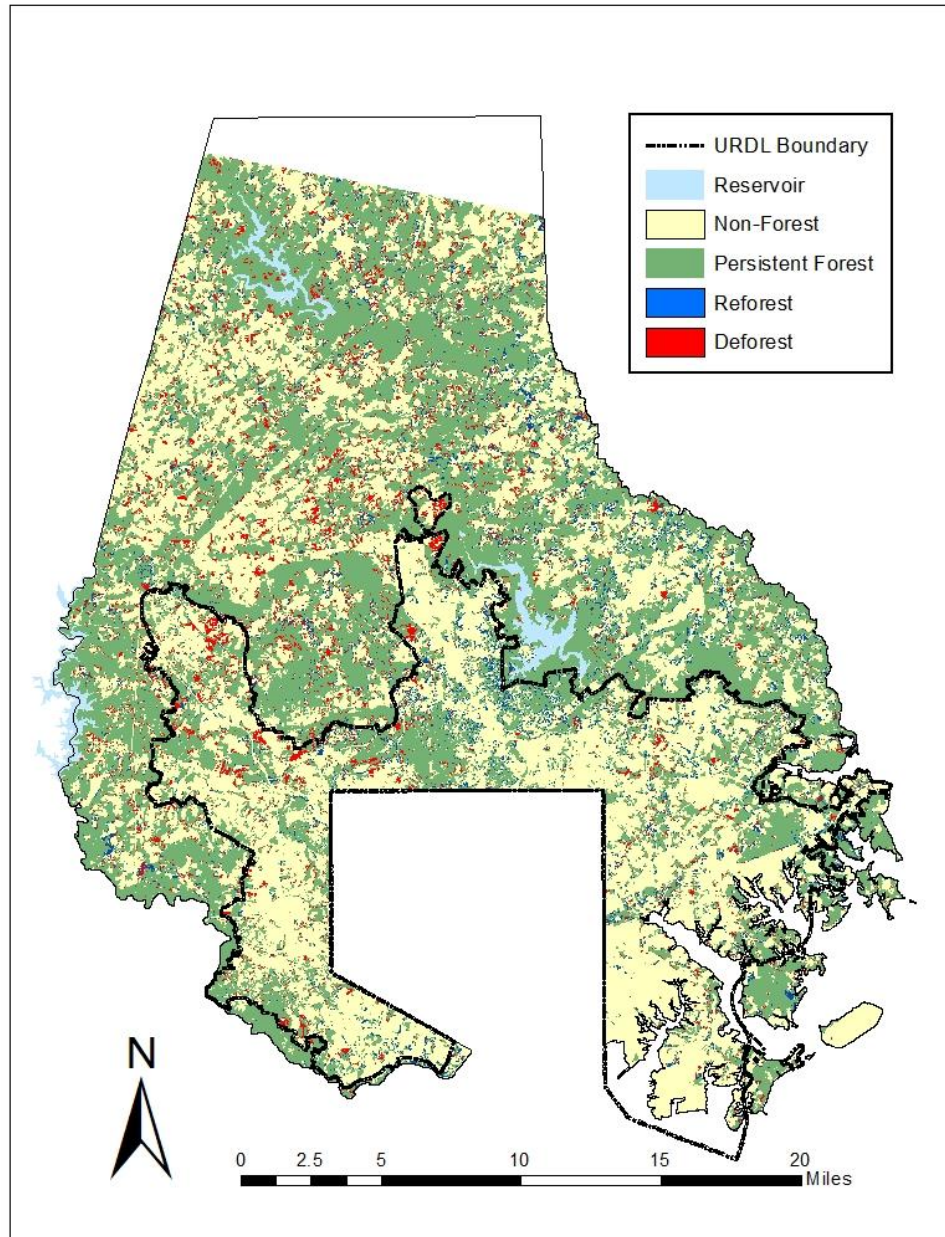 URDL Boundary
Reservoir
Non-Forest
Persistent Forest
Reforest
Deforest
N
0 2.5 5 10 15 20
Miles